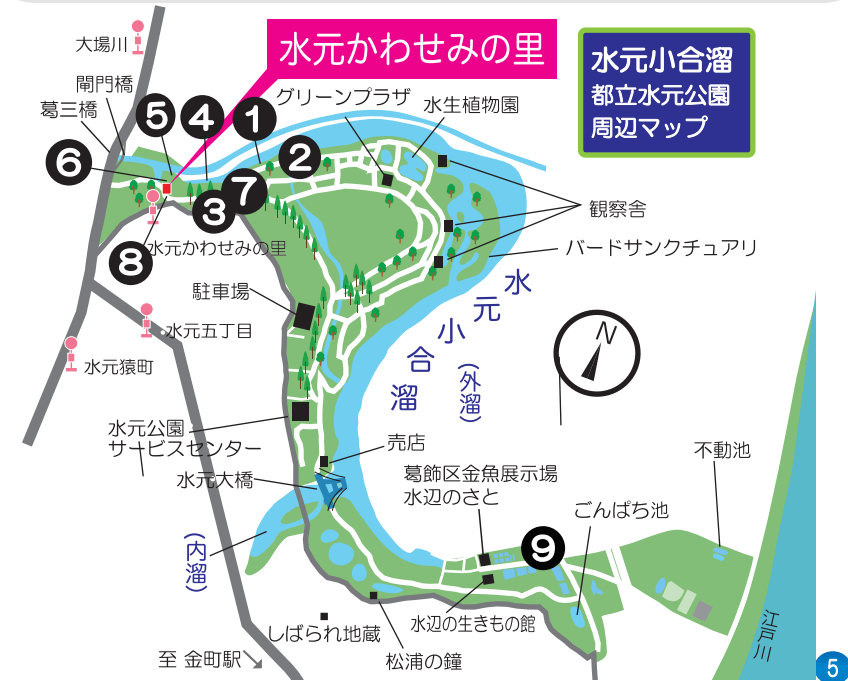 水元かわせみの里
水元小合溜
都立水元公園
周辺マップ
大場川
閘門橋
葛三橋
グリーンプラザ
水生植物園
5
4
1
2
6
7
3
8
観察舎
バードサンクチュアリ
水元かわせみの里
駐車場
水元五丁目
水元猿町
水元小合溜
(外溜)
N
水元公園
サービスセンター
売店
水元大橋
葛飾区金魚展示場
水辺のさと
不動池
ごんぱち池
9
(内溜)
水辺の生きもの館
しばられ地蔵
松浦の鐘
至 金町駅
江戸川
5